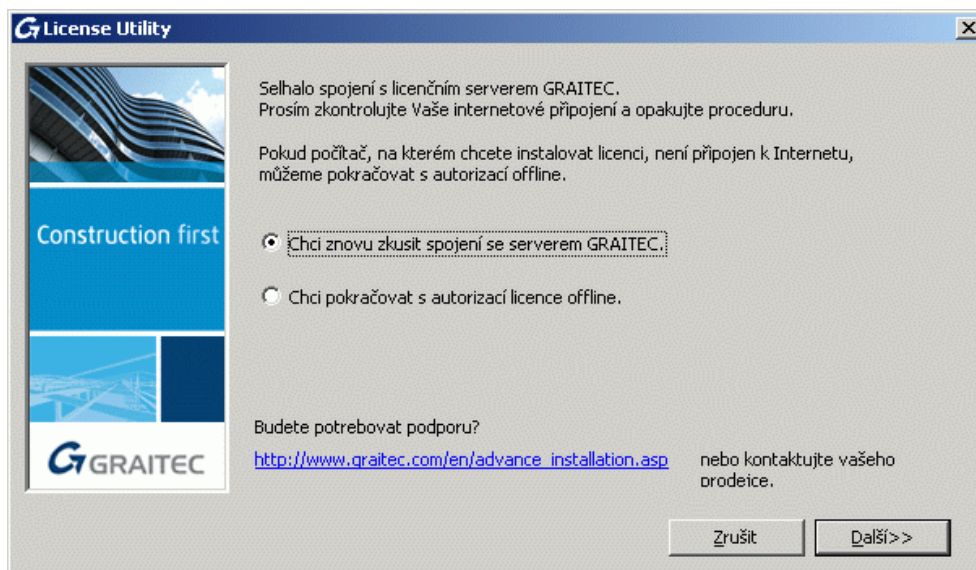 License Utility
Selhalo spojení s licenčním serverem GRAITEC.
Prosím zkontrolujte Vaše internetové připojení a opakujte proceduru.
Pokud počítač, na kterém chcete instalovat licenci, není připojen k Internetu,
můžeme pokračovat s autorizací offline.
Construction first
Chci znovu zkusit spojení se serverem GRAITEC.
Chci pokračovat s autorizací licence offline.
Budete potrebovat podporu?
http://www.graitec.com/en/advance_installation.asp
nebo kontaktujte vašeho
prodejce.
GRAITEC
Zrušit
Další>>